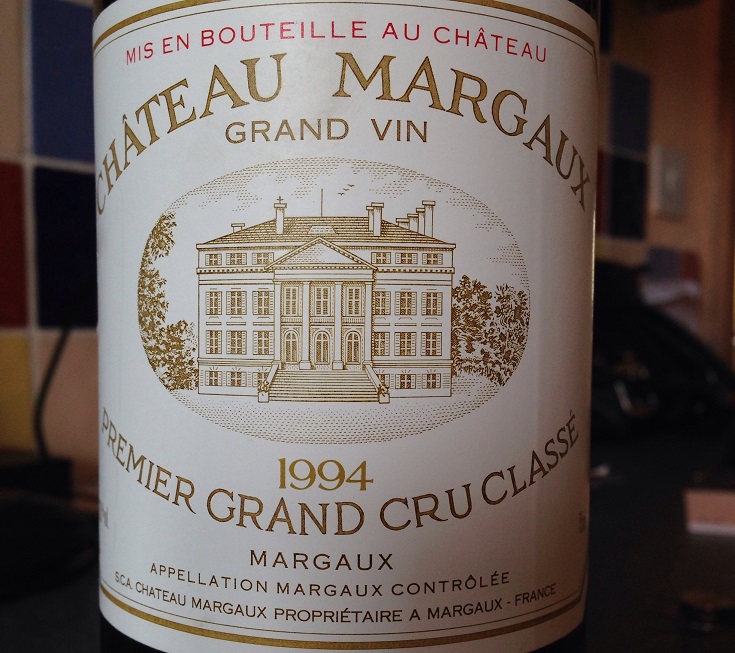 MIS EN BOUTEILLE AU CHÂTEAU
CHÂTEAU MARGAUX
GRAND VIN
1994
PREMIER GRAND CRU CLASSÉ
MARGAUX
APPELLATION MARGAUX CONTRÔLÉE
S.C.A. CHATEAU MARGAUX PROPRIÉTAIRE A MARGAUX - FRANCE